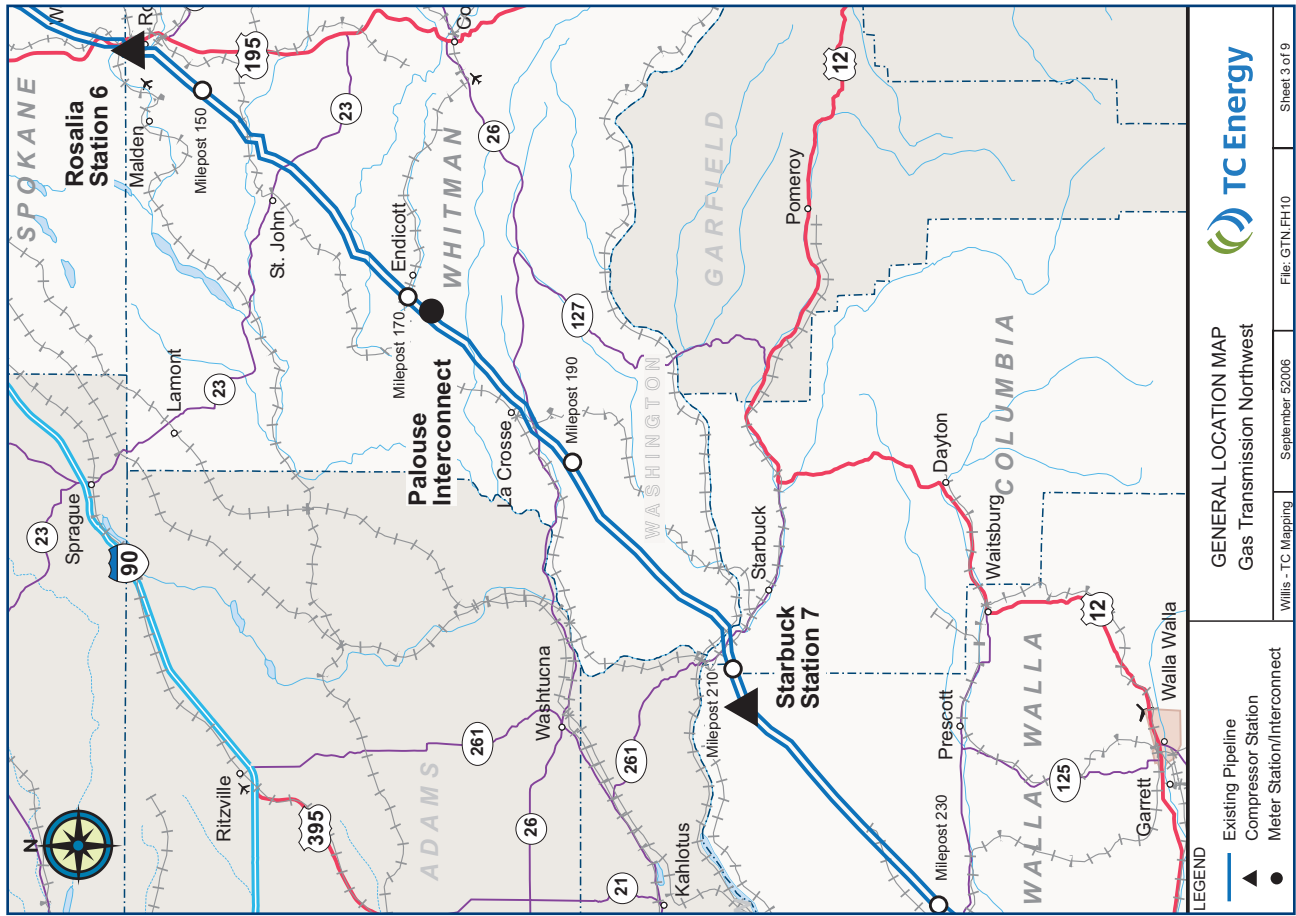 SPOKANE
Rosalia
Station 6
Malden
195
Milepost 150
23
St. John
WHITMAN
26
Endicott
Milepost 170
Palouse
Interconnect
Lamont
23
Sprague
23
90
La Crosse
Milepost 190
127
WASHINGTON
GARFIELD
Pomeroy
12
COLUMBIA
Dayton
Waitsburg
Starbuck
Starbuck
Station 7
Milepost 210
Washtucna
261
261
Ritzville
395
ADAMS
26
21
Kahlotus
N
Prescott
WALLA WALLA
125
12
Walla Walla
Garrett
Milepost 230
LEGEND
Existing Pipeline
Compressor Station
Meter Station/Interconnect
GENERAL LOCATION MAP
Gas Transmission Northwest
TC Energy
Willis - TC Mapping
September 52006
File: GTN.FH10
Sheet 3 of 9